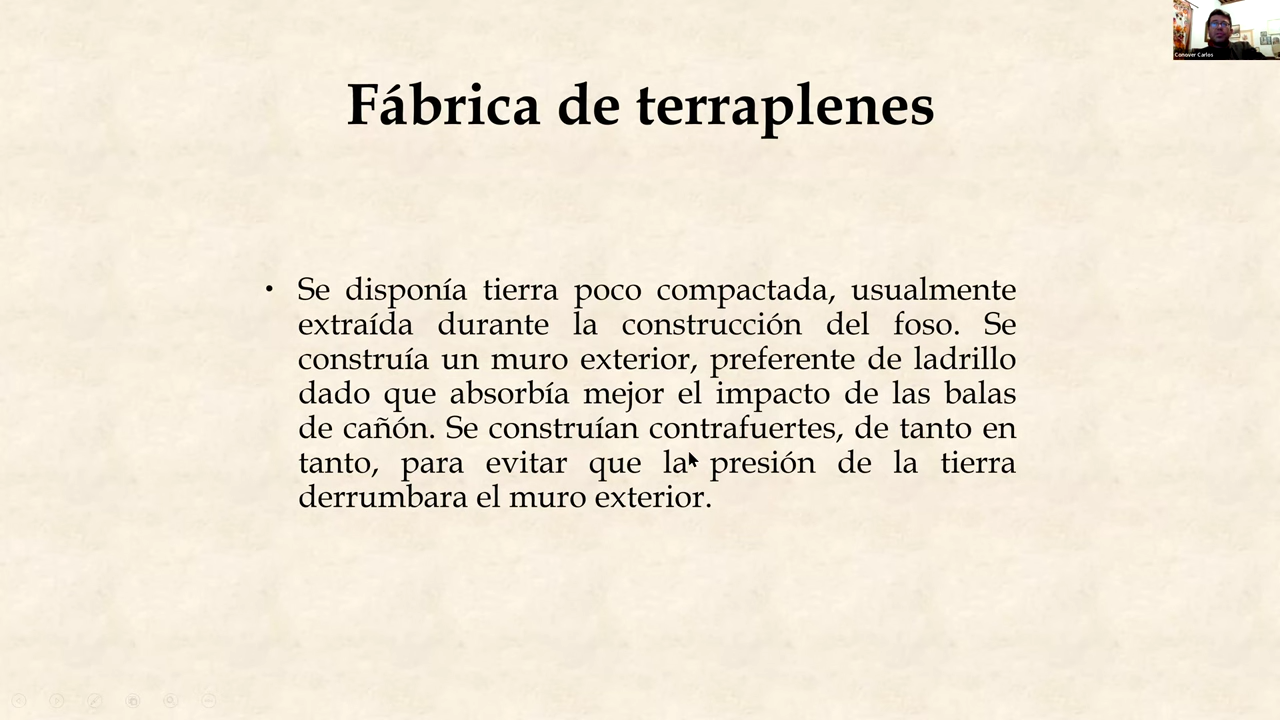 Conover Carlos
Fábrica de terraplenes
• Se disponía tierra poco compactada, usualmente
extraída durante la construcción del foso. Se
construía un muro exterior, preferente de ladrillo
dado que absorbía mejor el impacto de las balas
de cañón. Se construían contrafuertes, de tanto en
tanto, para evitar que la presión de la tierra
derrumbara el muro exterior.